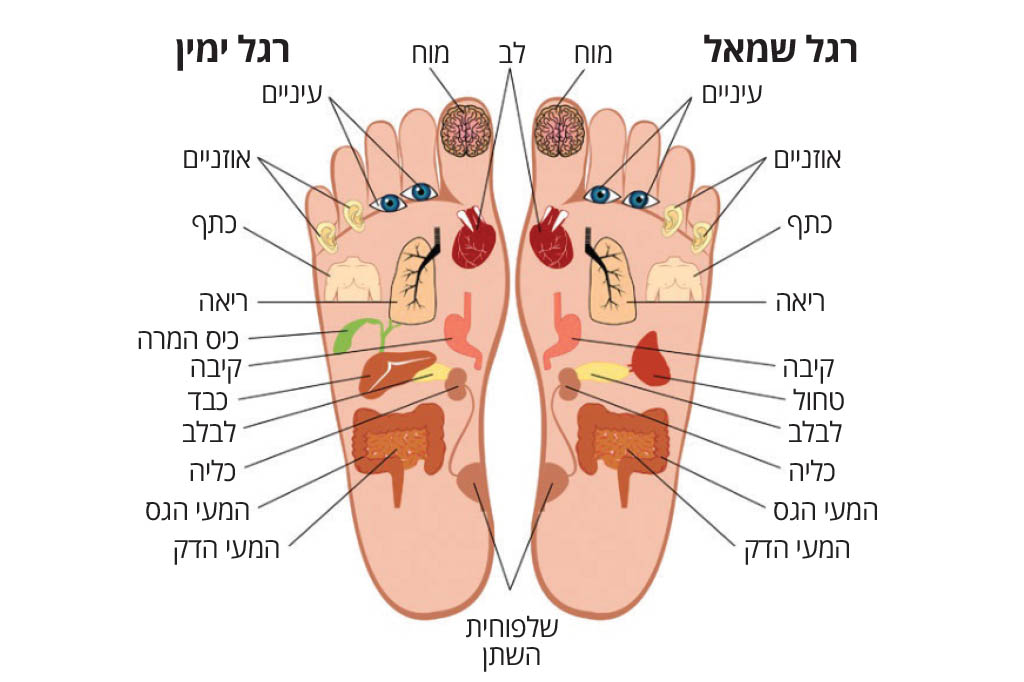 רגל שמאל
רגל ימין
מוח
לב
מוח
עיניים
עיניים
אוזניים
אוזניים
כתף
כתף
ריאה
ריאה
כיס המרה
קיבה
קיבה
טחול
כבד
לבלב
לבלב
כליה
כליה
המעי הגס
המעי הגס
המעי הדק
המעי הדק
שלפוחית
השתן